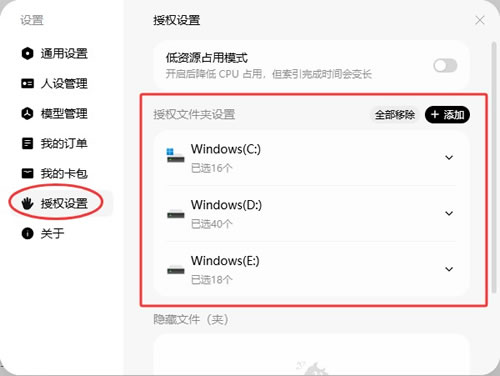 设置
通用设置
人设管理
模型管理
我的订单
我的卡包
授权设置
关于
授权设置
低资源占用模式
开启后降低 CPU 占用，但索引完成时间会变长
授权文件夹设置
全部移除
+ 添加
Windows(C:)
已选16个
Windows(D:)
已选40个
Windows(E:)
已选18个
隐藏文件（夹）